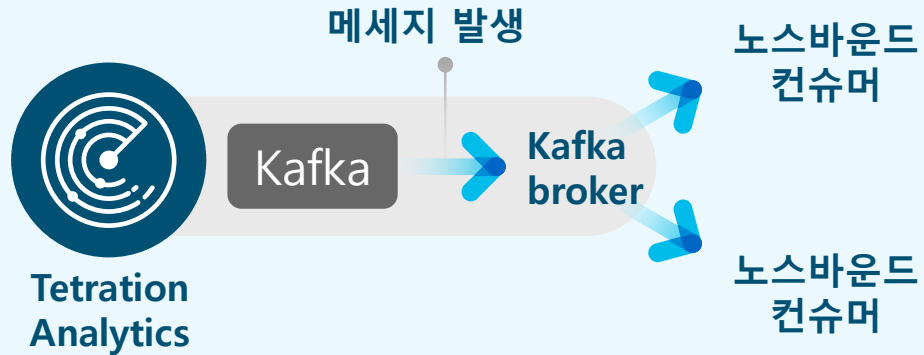 메세지 발생
노스바운드
컨슈머
Kafka
Kafka
broker
Tetration
Analytics
노스바운드
컨슈머